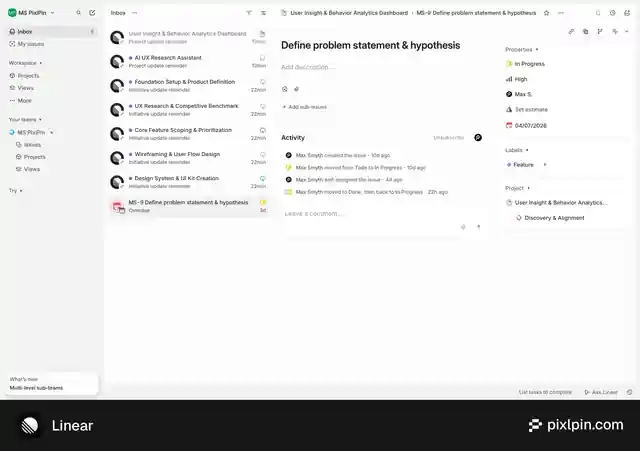 MS PixlPin
Inbox
My issues
Workspace
Projects
Views
More
Your teams
MS PixlPin
Issues
Projects
Views
Try
What's new
Multi-level sub-teams
Inbox
User Insight & Behavior Analytics Dashboard
Project update reminder
AI UX Research Assistant
Project update reminder
Foundation Setup & Product Definition
Initiative update reminder 22min
UX Research & Competitive Benchmark
Initiative update reminder 22min
Core Feature Scoping & Prioritization
Initiative update reminder 22min
Wireframing & User Flow Design
Initiative update reminder 22min
Design System & UI Kit Creation
Initiative update reminder 22min
MS-9 Define problem statement & hypothesis
Overdue 3d
User Insight & Behavior Analytics Dashboard › MS-9 Define problem statement & hypothesis
Define problem statement & hypothesis
Add description...
+ Add sub-issues
Activity
Unsubscribe
Max Smyth created the issue · 10d ago
Max Smyth moved from Todo to In Progress · 10d ago
Max Smyth self-assigned the issue · 4d ago
Max Smyth moved to Done, then back to In Progress · 22h ago
Leave a comment...
Properties
In Progress
High
Max S.
Set estimate
04/07/2026
Labels
Feature
Project
User Insight & Behavior Analytics...
Discovery & Alignment
List tasks to complete
Ask Linear
Linear
pixlpin.com